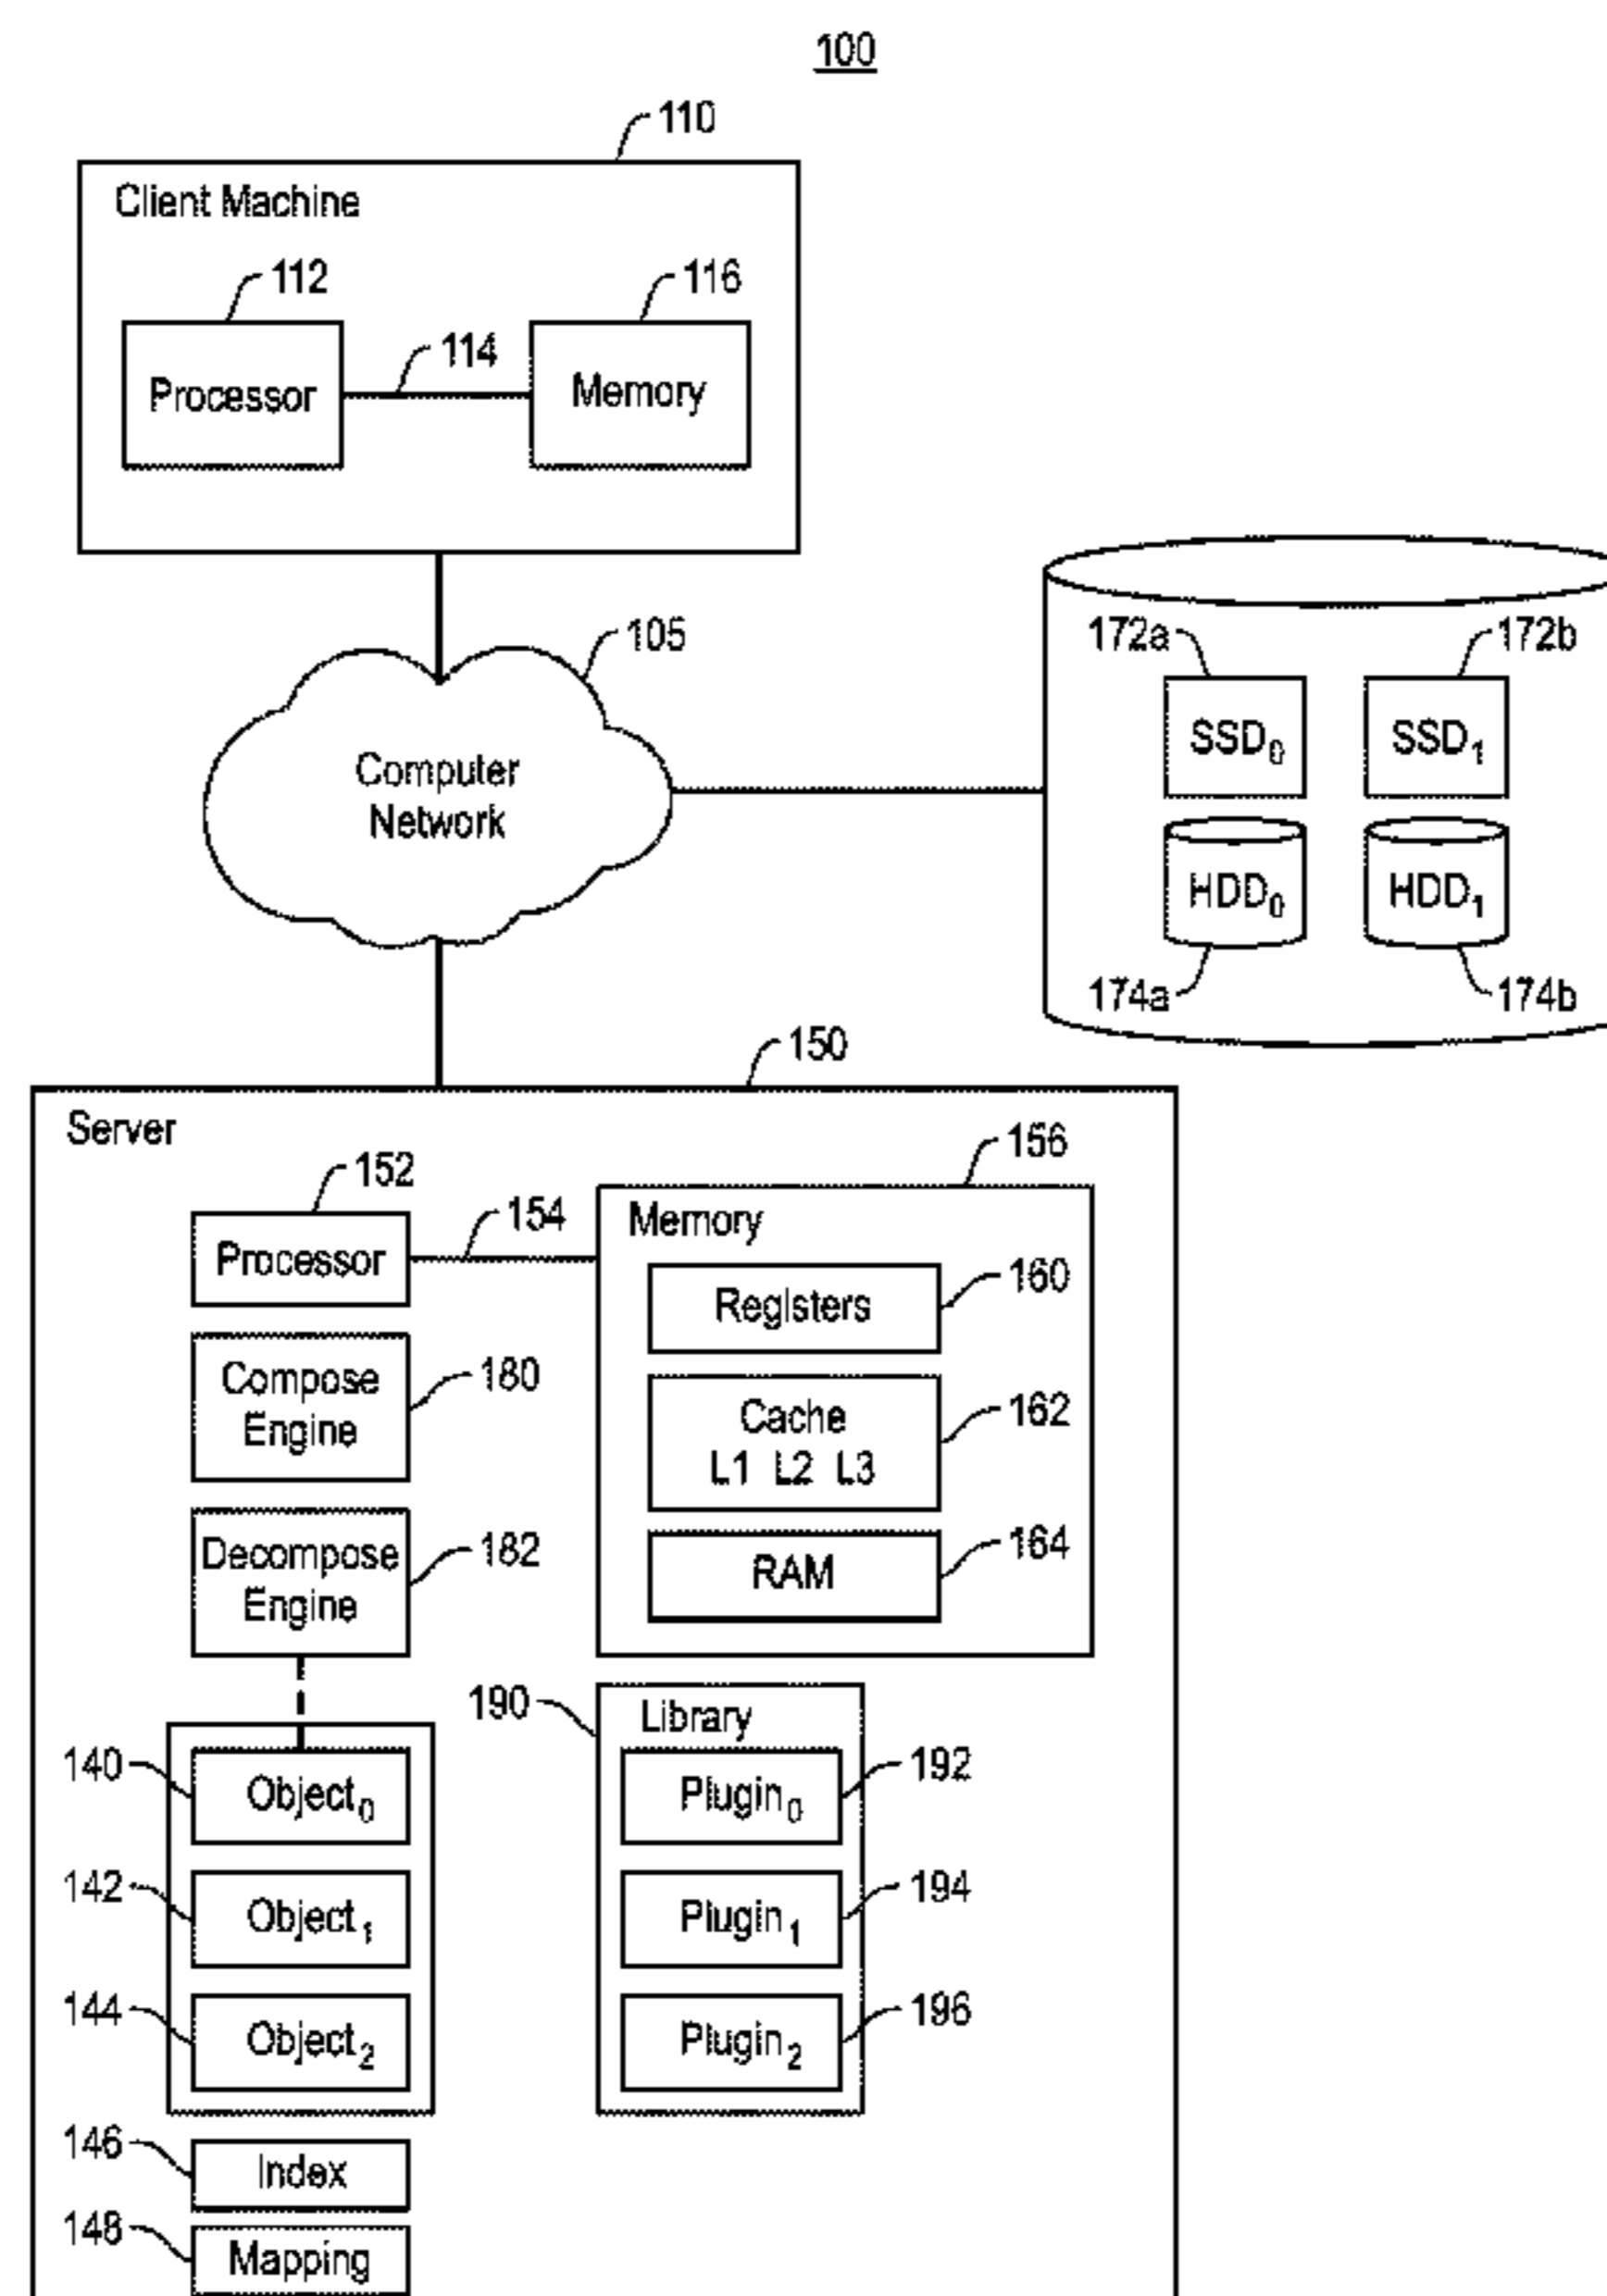 100
110
Client Machine
112
116
114
Processor
Memory
105
Computer
Network
172a
172b
SSD0
SSD1
HDD0
HDD1
174a
174b
150
Server
152
156
154
Memory
Processor
Registers
160
Compose
Engine
180
Cache
L1 L2 L3
162
Decompose
Engine
182
RAM
164
190
Library
140
Object0
Plugin0
192
142
Object1
Plugin1
194
144
Object2
Plugin2
196
146
Index
148
Mapping